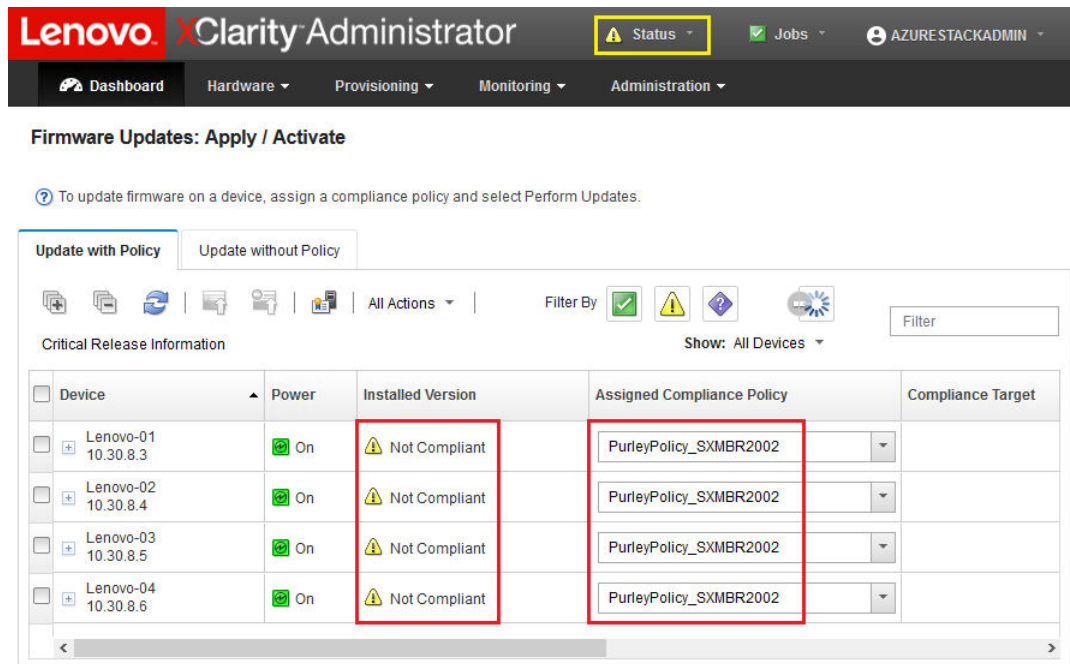 Lenovo. XClarity Administrator Status Jobs AZURESTACKADMIN
Dashboard Hardware Provisioning Monitoring Administration
Firmware Updates: Apply / Activate
? To update firmware on a device, assign a compliance policy and select Perform Updates.
Update with Policy Update without Policy
All Actions Filter By
Filter
Critical Release Information Show: All Devices
Device Power Installed Version Assigned Compliance Policy Compliance Target
Lenovo-01
10.30.8.3 On Not Compliant PurleyPolicy_SXMBR2002
Lenovo-02
10.30.8.4 On Not Compliant PurleyPolicy_SXMBR2002
Lenovo-03
10.30.8.5 On Not Compliant PurleyPolicy_SXMBR2002
Lenovo-04
10.30.8.6 On Not Compliant PurleyPolicy_SXMBR2002